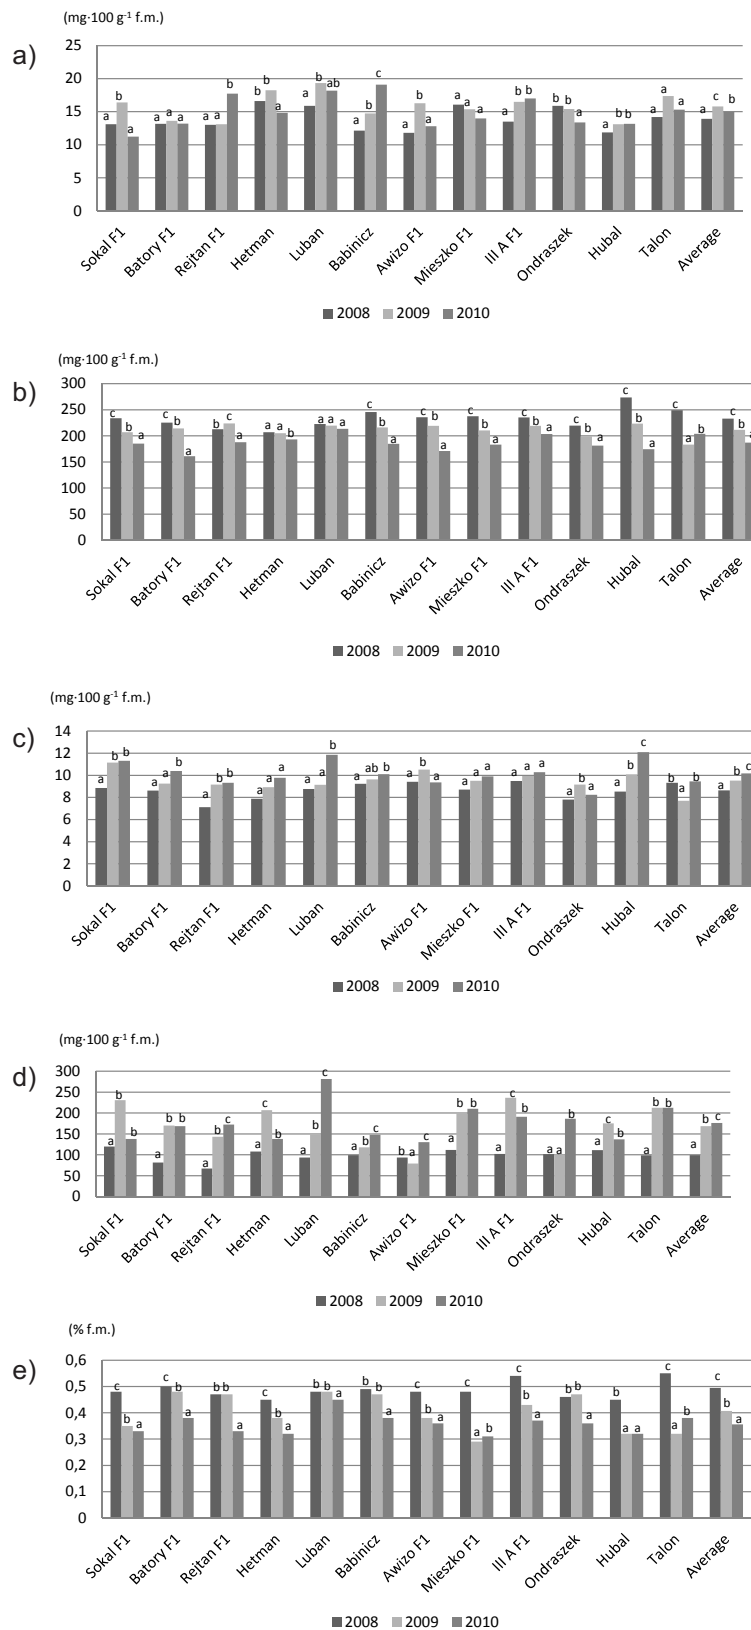 (mg·100 g⁻¹ f.m.)
a)
25
20
15
10
5
0
a b a
a a a
a a b
b b a
a b ab
a b c
a b a
a a a
a b b
b b a
a b b
a a a
a c b
Sokal F1 Batory F1 Rejtan F1 Hetman Luban Babinicz Awizo F1 Mieszko F1 III A F1 Ondraszek Hubal Talon Average
2008 2009 2010
(mg·100 g⁻¹ f.m.)
b)
300
250
200
150
100
50
0
c b a
c b a
b c a
a a b
a a a
c b a
c b a
c b a
c b a
c b a
c b a
c a b
c b a
Sokal F1 Batory F1 Rejtan F1 Hetman Luban Babinicz Awizo F1 Mieszko F1 III A F1 Ondraszek Hubal Talon Average
2008 2009 2010
(mg·100 g⁻¹ f.m.)
c)
14
12
10
8
6
4
2
0
a b b
a a b
a b b
a a a
a a b
a ab b
a b a
a a a
a a a
a b a
a b c
b a b
a b c
Sokal F1 Batory F1 Rejtan F1 Hetman Luban Babinicz Awizo F1 Mieszko F1 III A F1 Ondraszek Hubal Talon Average
2008 2009 2010
(mg·100 g⁻¹ f.m.)
d)
300
250
200
150
100
50
0
a b b
a b b
a b c
a c b
a b c
a b c
b a c
a b b
a c b
a a b
a c b
a b b
a b c
Sokal F1 Batory F1 Rejtan F1 Hetman Luban Babinicz Awizo F1 Mieszko F1 III A F1 Ondraszek Hubal Talon Average
2008 2009 2010
(% f.m.)
e)
0,6
0,5
0,4
0,3
0,2
0,1
0
c b a
c b a
b b a
c b a
b b a
b b a
c b a
c a b
c b a
b b a
b a a
c a b
c b a
Sokal F1 Batory F1 Rejtan F1 Hetman Luban Babinicz Awizo F1 Mieszko F1 III A F1 Ondraszek Hubal Talon Average
2008 2009 2010